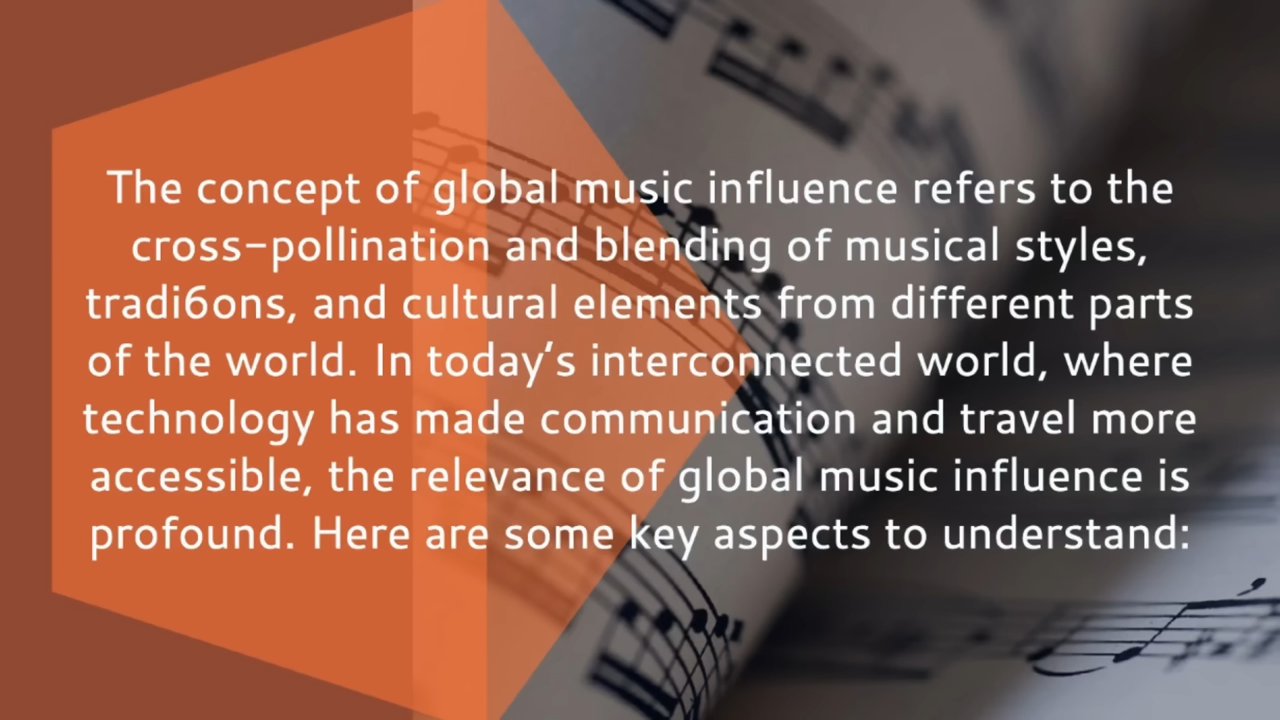 The concept of global music influence refers to the
cross-pollination and blending of musical styles,
tradi6ons, and cultural elements from different parts
of the world. In today's interconnected world, where
technology has made communication and travel more
accessible, the relevance of global music influence is
profound. Here are some key aspects to understand: